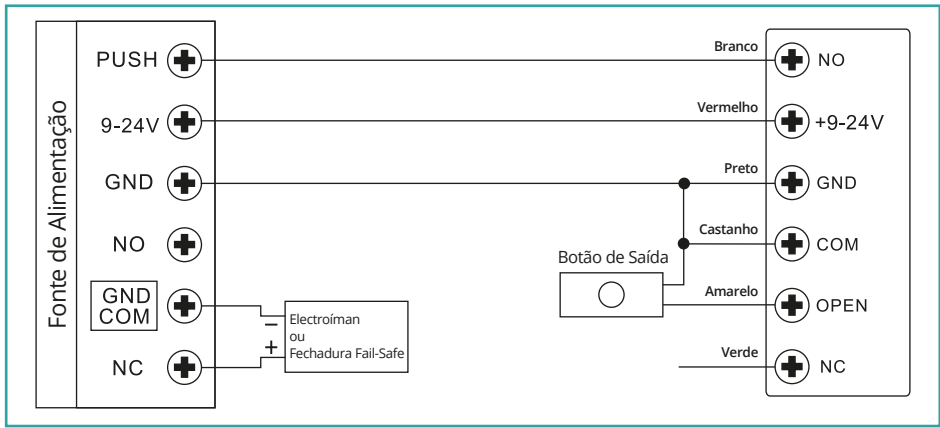 Fonte de Alimentação
PUSH
9-24V
GND
NO
GND
COM
NC
−
Electroíman
ou
+
Fechadura Fail-Safe
Botão de Saída
Branco
Vermelho
Preto
Castanho
Amarelo
Verde
NO
+9-24V
GND
COM
OPEN
NC